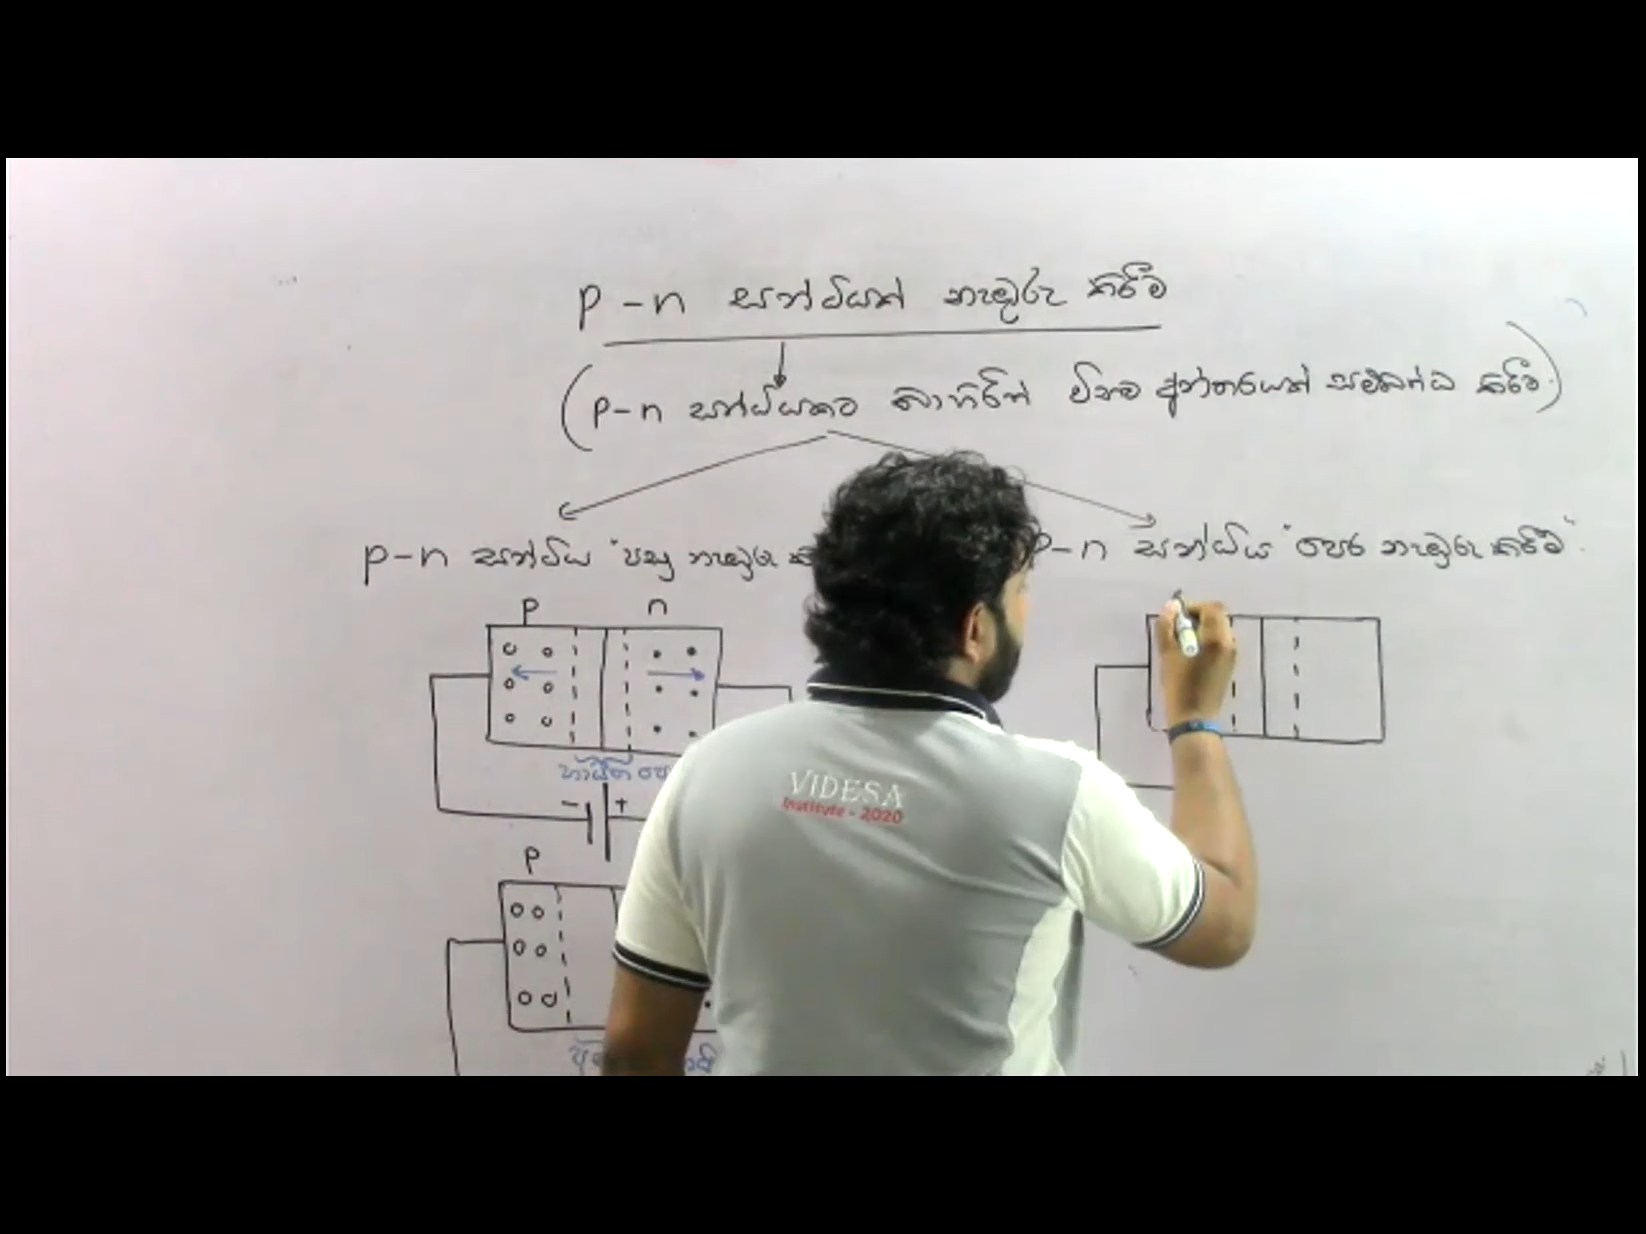 p - n සන්ධියක් නැඹුරු කිරීම
(p-n සන්ධියකට බාහිරින් විභව අන්තරයක් සම්බන්ධ කිරීම.)
p-n සන්ධිය "පසු නැඹුරු
p-n සන්ධිය "පෙර නැඹුරු කිරීම".
p n
හායිත
- +
p
VIDESA
Institute - 2020